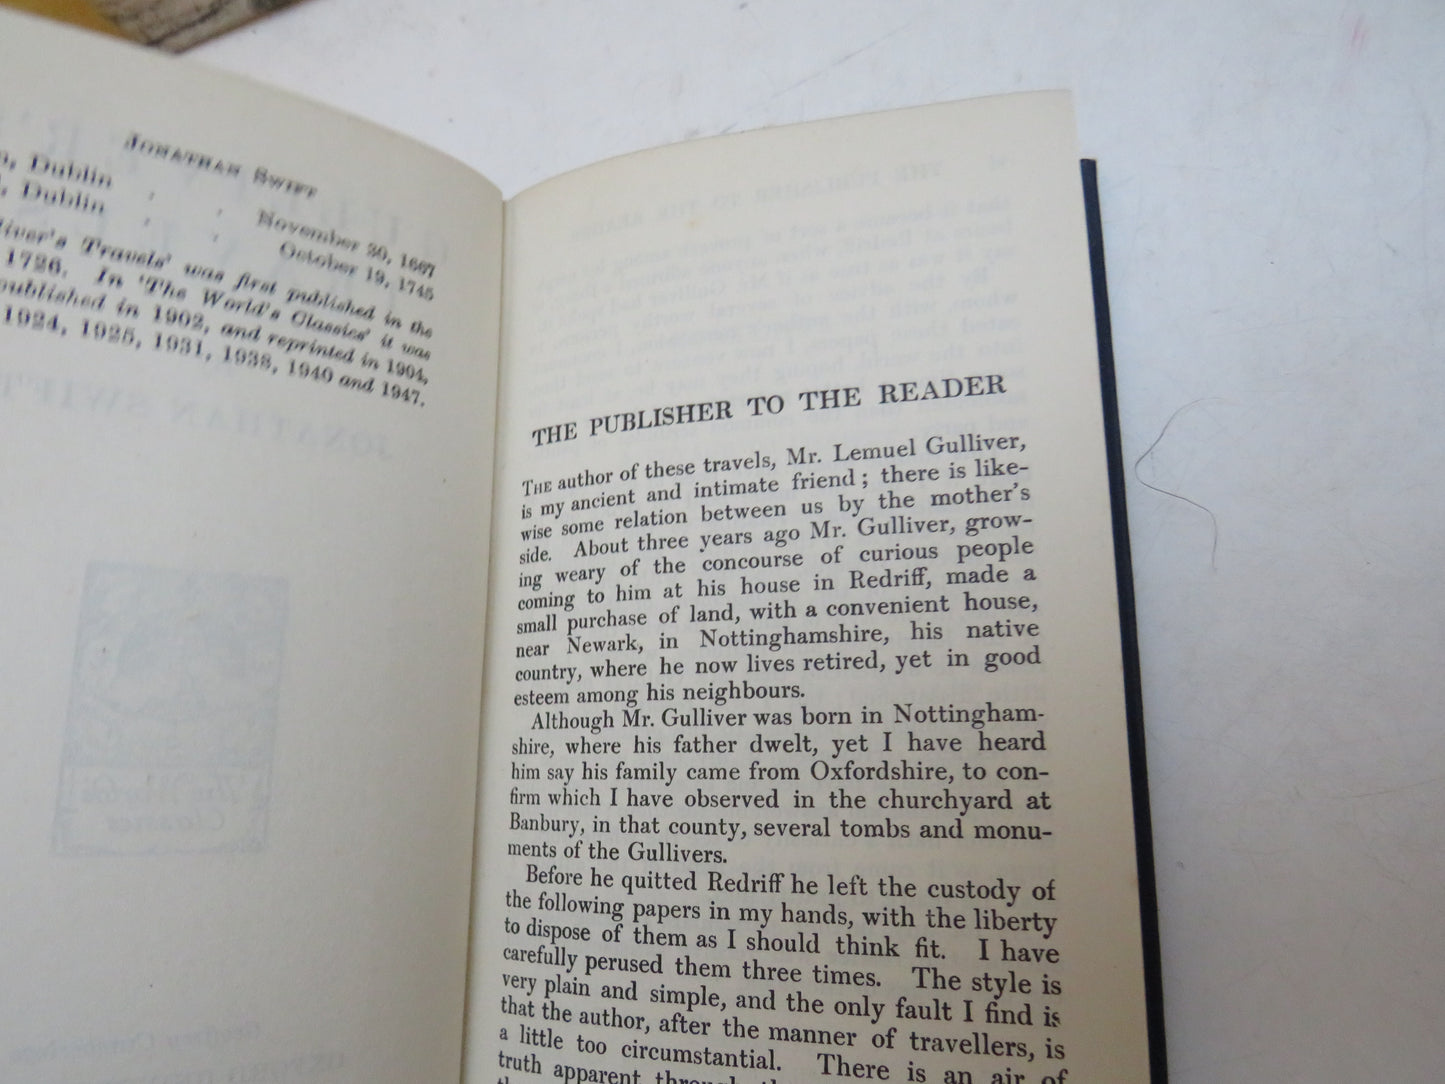 JONATHAN SWIFT
, Dublin
November 30, 1667
, Dublin
October 19, 1745
liver's Travels' was first published in the
1726. In 'The World's Classics' it was
published in 1902, and reprinted in 1904,
1924, 1925, 1931, 1938, 1940 and 1947.
THE PUBLISHER TO THE READER
THE author of these travels, Mr. Lemuel Gulliver,
is my ancient and intimate friend; there is like-
wise some relation between us by the mother's
side. About three years ago Mr. Gulliver, grow-
ing weary of the concourse of curious people
coming to him at his house in Redriff, made a
small purchase of land, with a convenient house,
near Newark, in Nottinghamshire, his native
country, where he now lives retired, yet in good
esteem among his neighbours.
Although Mr. Gulliver was born in Nottingham-
shire, where his father dwelt, yet I have heard
him say his family came from Oxfordshire, to con-
firm which I have observed in the churchyard at
Banbury, in that county, several tombs and monu-
ments of the Gullivers.
Before he quitted Redriff he left the custody of
the following papers in my hands, with the liberty
to dispose of them as I should think fit. I have
carefully perused them three times. The style is
very plain and simple, and the only fault I find is
that the author, after the manner of travellers, is
a little too circumstantial. There is an air of
truth apparent through